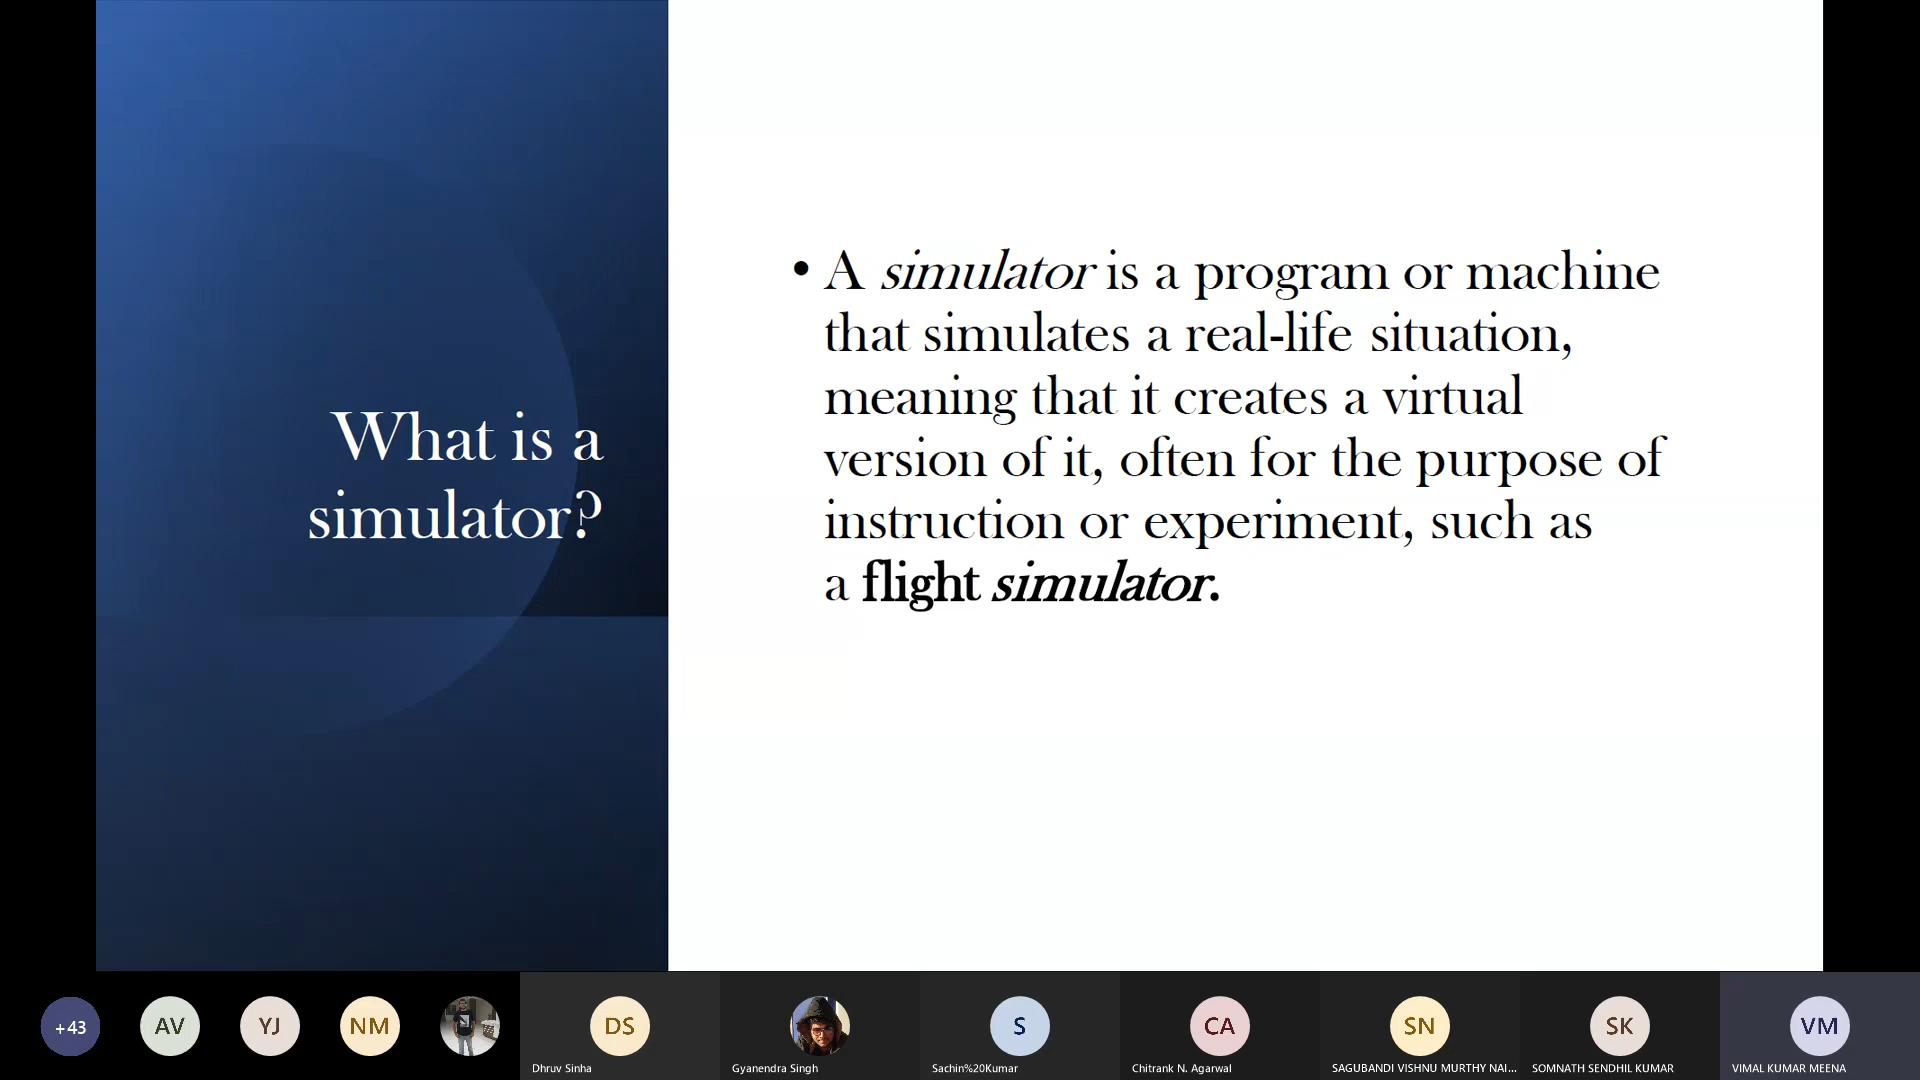 What is a
simulator?
• A simulator is a program or machine
that simulates a real-life situation,
meaning that it creates a virtual
version of it, often for the purpose of
instruction or experiment, such as
a flight simulator.
+43
AV
YJ
NM
DS
Dhruv Sinha
Gyanendra Singh
S
Sachin%20Kumar
CA
Chitrank N. Agarwal
SN
SAGUBANDI VISHNU MURTHY NAI...
SK
SOMNATH SENDHIL KUMAR
VM
VIMAL KUMAR MEENA